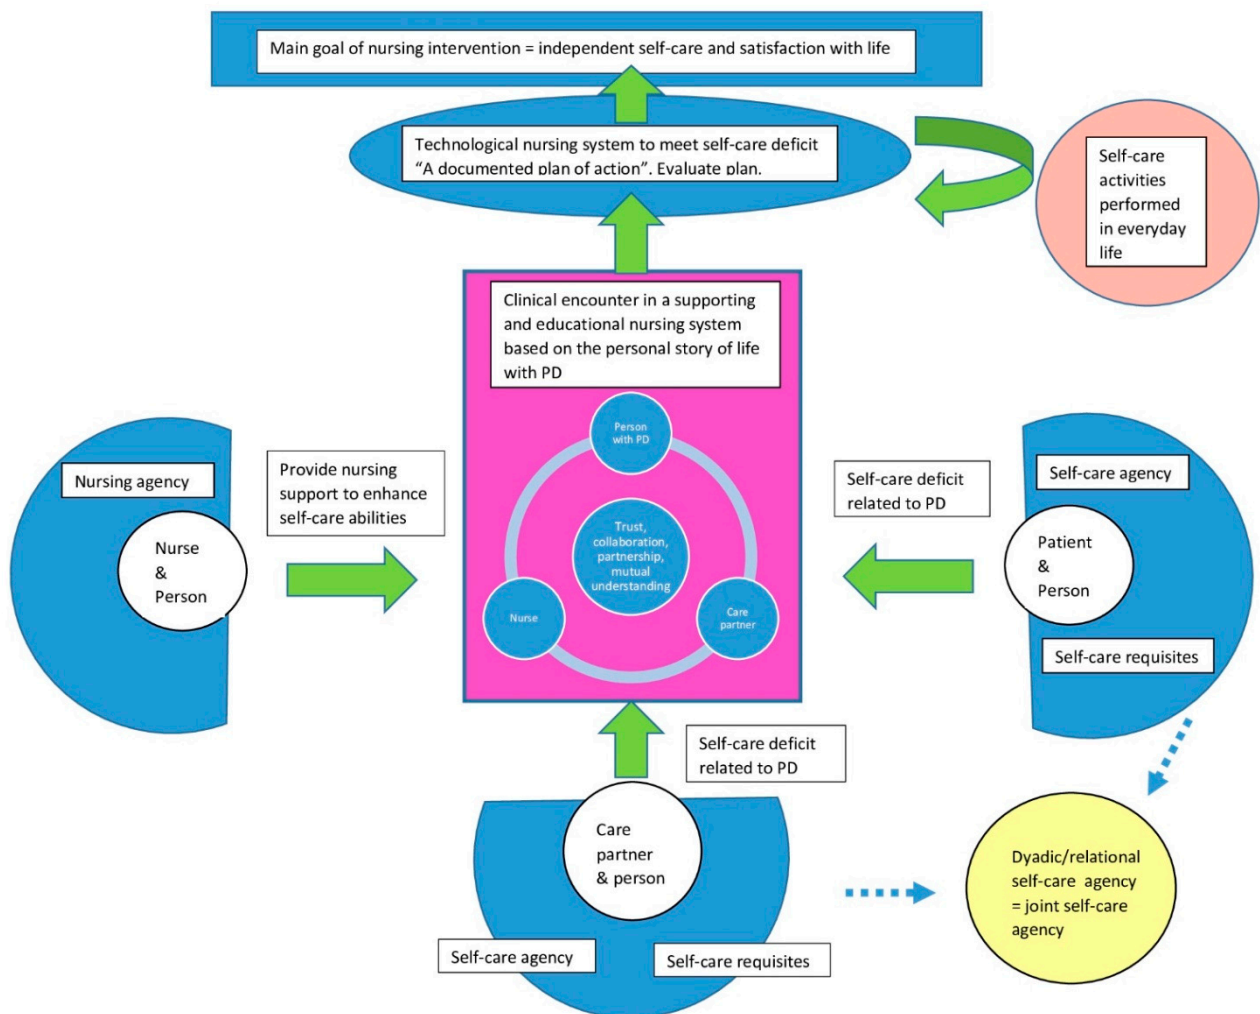 Main goal of nursing intervention = independent self-care and satisfaction with life
Technological nursing system to meet self-care deficit
“A documented plan of action”. Evaluate plan.
Self-care
activities
performed
in everyday
life
Clinical encounter in a supporting
and educational nursing system
based on the personal story of life
with PD
Person
with PD
Trust,
collaboration,
partnership,
mutual
understanding
Nurse
Care
partner
Nursing agency
Nurse
&
Person
Provide nursing
support to enhance
self-care abilities
Self-care deficit
related to PD
Self-care agency
Patient
&
Person
Self-care requisites
Self-care deficit
related to PD
Care
partner
& person
Self-care agency
Self-care requisites
Dyadic/relational
self-care agency
= joint self-care
agency